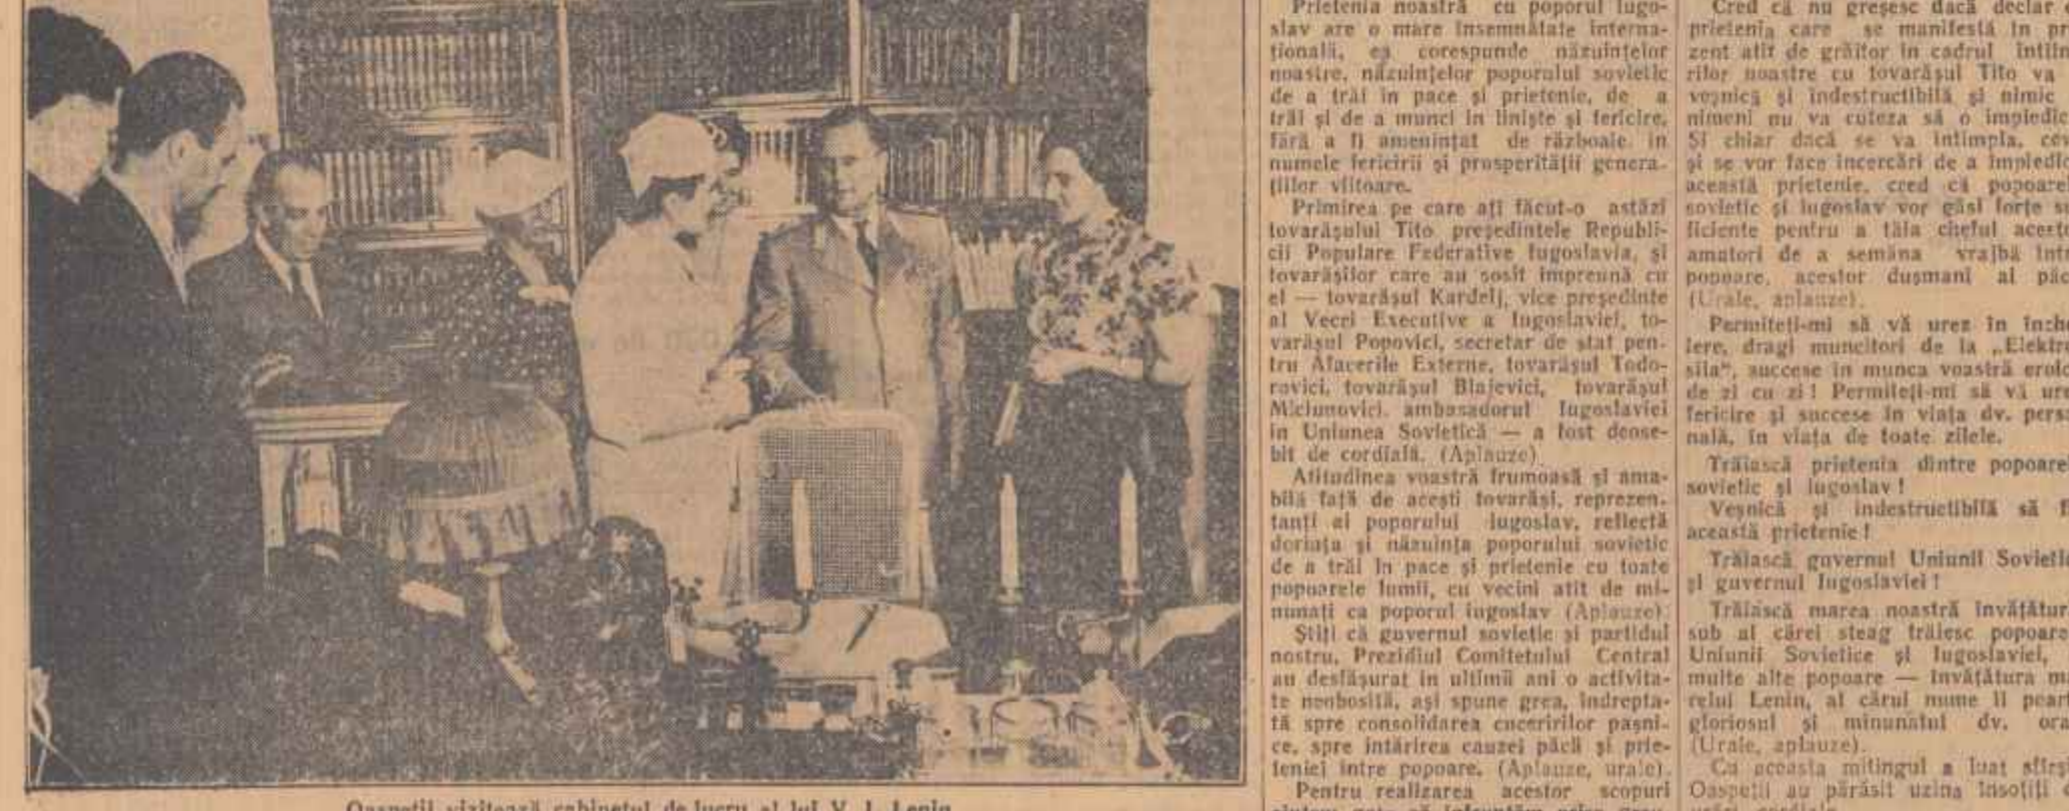 Prietenia noastră cu poporul iugo-
slav are o mare însemnătate interna-
țională, ea corespunde năzuințelor
noastre, năzuințelor poporului sovietic
de a trăi în pace și prietenie, de a
trăi și de a munci în liniște și fericire,
fără a fi amenințat de războaie, în
numele fericirii și prosperității genera-
țiilor viitoare.
Primirea pe care ați făcut-o astăzi
tovarășului Tito președintele Republi-
cii Populare Federative Iugoslavia, și
tovarășilor care au sosit împreună cu
el — tovarășul Kardelj, vice președinte
al Vecei Executive a Iugoslaviei, to-
varășul Popovici, secretar de stat pen-
tru Afacerile Externe, tovarășul Todo-
rovici, tovarășul Blajevici, tovarășul
Miciunovici, ambasadorul Iugoslaviei
în Uniunea Sovietică — a fost deose-
bit de cordială. (Aplauze)
Atitudinea voastră frumoasă și ama-
bilă față de acești tovarăși, reprezen-
tanți ai poporului iugoslav, reflectă
dorința și năzuința poporului sovietic
de a trăi în pace și prietenie cu toate
popoarele lumii, cu vecini atît de mi-
nunați ca poporul iugoslav (Aplauze).
Știți că guvernul sovietic și partidul
nostru, Prezidiul Comitetului Central
au desfășurat în ultimii ani o activita-
te neobosită, ași spune grea, îndrepta-
tă spre consolidarea cuceririlor pașni-
ce, spre întărirea cauzei păcii și prie-
teniei între popoare. (Aplauze, urale).
Pentru realizarea acestor scopuri
Cred că nu greșesc dacă declar
prietenia care se manifestă în pre
zent atît de grăitor în cadrul întîln
rilor noastre cu tovarășul Tito va
veșnică și indestructibilă și nimic
nimeni nu va cuteza să o împiedic
Și chiar dacă se va întîmpla, cev
și se vor face încercări de a împiedic
această prietenie, cred că popoarel
sovietic și iugoslav vor găsi forțe su
ficiente pentru a tăia cheful acesto
amatori de a semăna vrajbă într
popoare, acestor dușmani ai păc
(Urale, aplauze).
Permiteți-mi să vă urez în înche
iere, dragi muncitori de la „Elektro
sila", succese în munca voastră eroic
de zi cu zi! Permiteți-mi să vă ure
fericire și succese în viața dv. perso
nală, în viața de toate zilele.
Trăiască prietenia dintre popoarel
sovietic și iugoslav!
Veșnică și indestructibilă să f
această prietenie!
Trăiască guvernul Uniunii Sovietic
și guvernul Iugoslaviei!
Trăiască marea noastră învățătur
sub al cărei steag trăiesc popoare
Uniunii Sovietice și Iugoslaviei,
multe alte popoare — învățătura ma
relui Lenin, al cărui nume îl poar
gloriosul și minunatul dv. ora
(Urale, aplauze).
Cu aceasta mitingul a luat sfîrși
Oaspeții au părăsit uzina însoțiți
Oaspeții vizitează cabinetul de lucru al lui V. I. Lenin